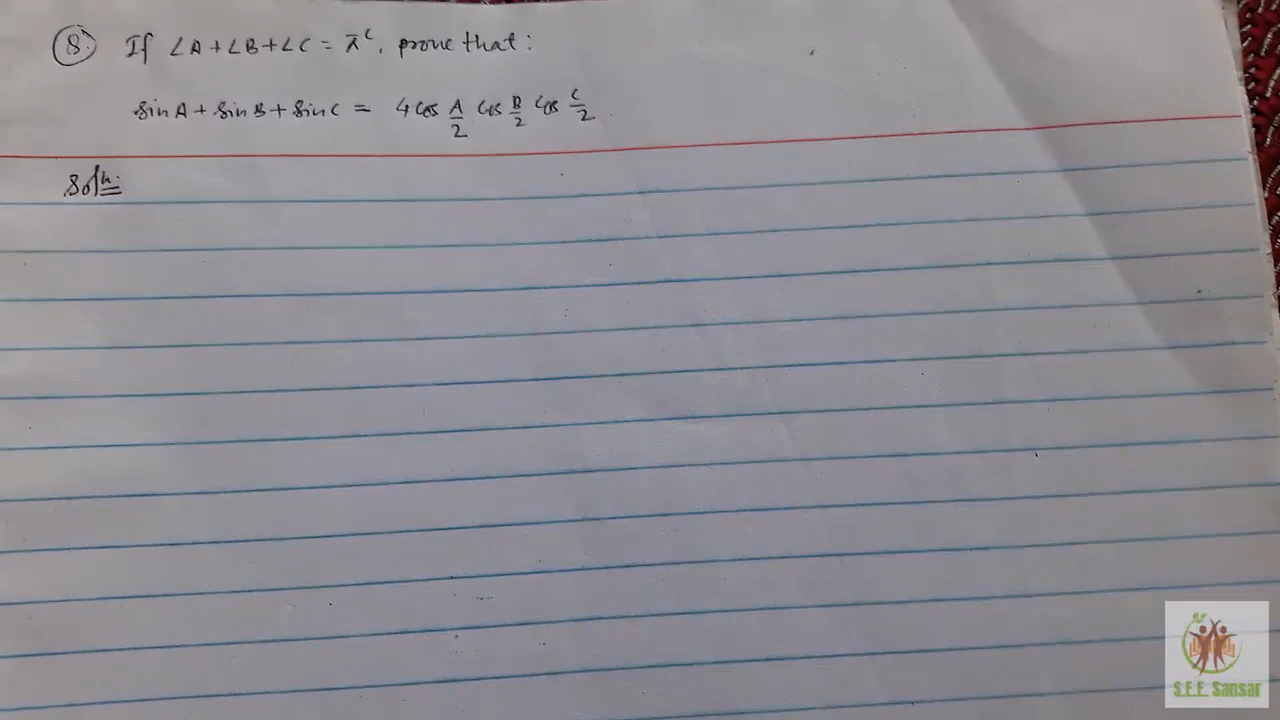 8. If ∠A + ∠B + ∠C = π^c, prove that:
sin A + sin B + sin C = 4 cos A/2 cos B/2 cos C/2
Solⁿ.
S.E.E. Sansar